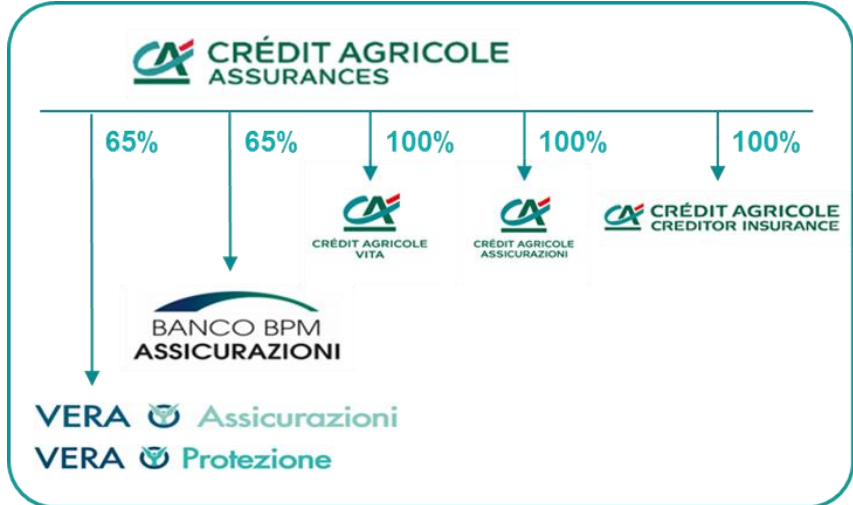 CRÉDIT AGRICOLE
ASSURANCES
65%
65%
100%
100%
100%
CRÉDIT AGRICOLE
VITA
CRÉDIT AGRICOLE
ASSICURAZIONI
CRÉDIT AGRICOLE
CREDITOR INSURANCE
BANCO BPM
ASSICURAZIONI
VERA Assicurazioni
VERA Protezione